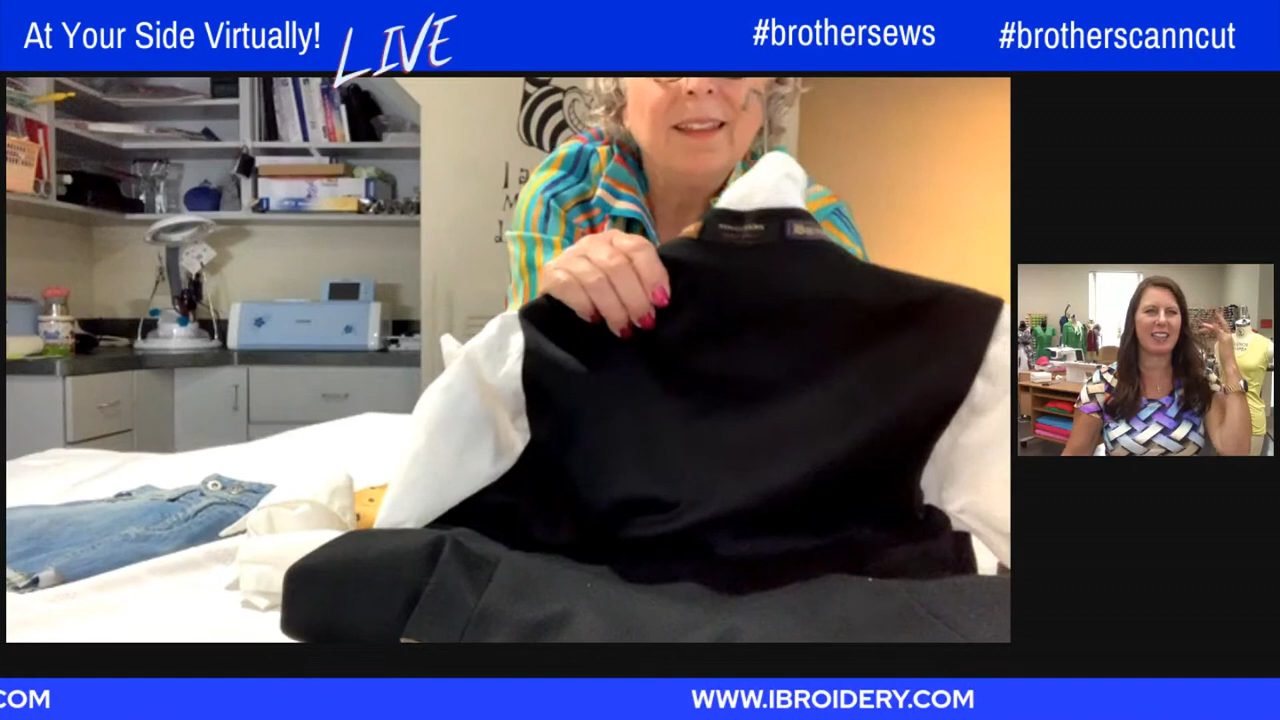 At Your Side Virtually!
LIVE
#brothersews
#brotherscanncut
I a
COM
WWW.IBROIDERY.COM